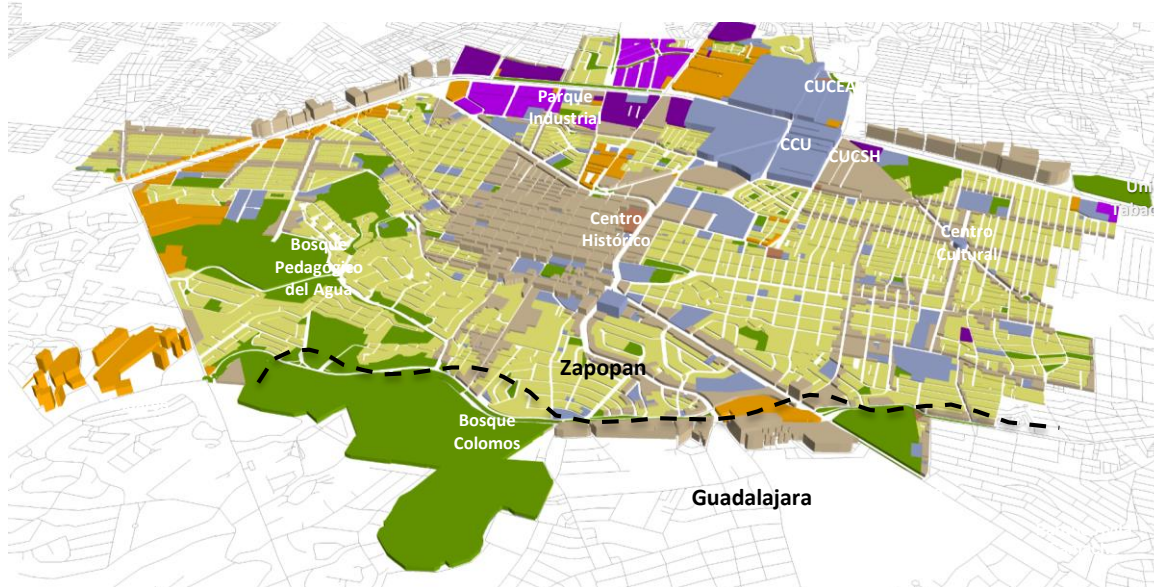 CUCEA
Parque
Industrial
CCU
CUCSH
Centro
Histórico
Centro
Cultural
Bosque
Pedagógico
del Agua
Zapopan
Bosque
Colomos
Guadalajara